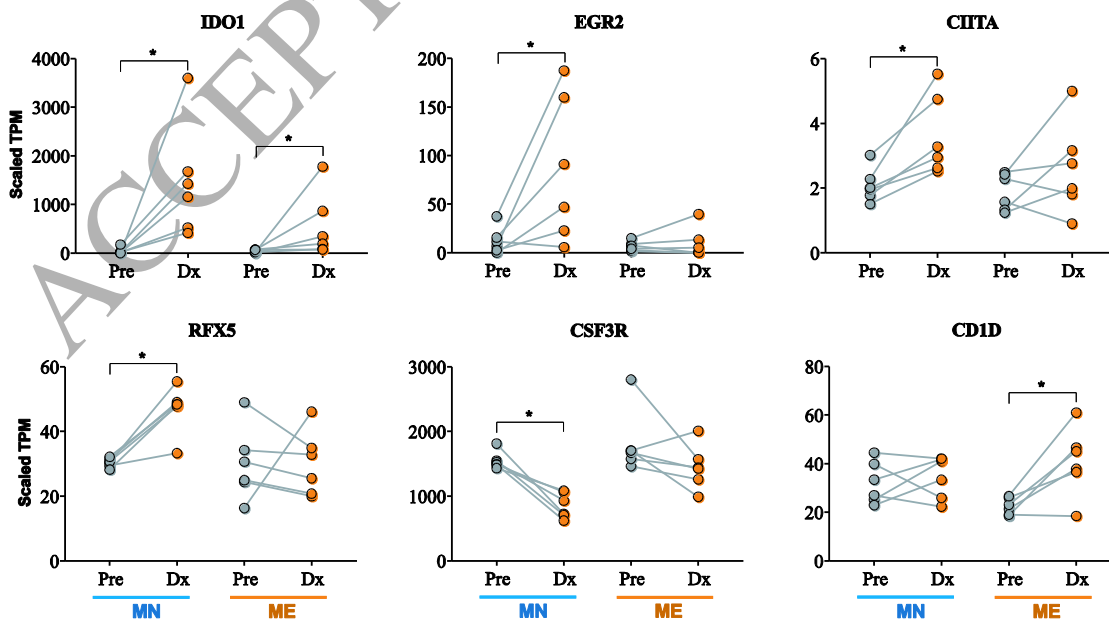 IDO1
EGR2
CIITA
Scaled TPM
4000
3000
2000
1000
0
*
*
Pre
Dx
Pre
Dx
200
150
100
50
0
*
Pre
Dx
Pre
Dx
6
4
2
0
*
Pre
Dx
Pre
Dx
ACCEPT
RFX5
CSF3R
CD1D
Scaled TPM
60
40
20
0
*
Pre
Dx
Pre
Dx
MN
ME
3000
2000
1000
0
*
Pre
Dx
Pre
Dx
MN
ME
80
60
40
20
0
*
Pre
Dx
Pre
Dx
MN
ME